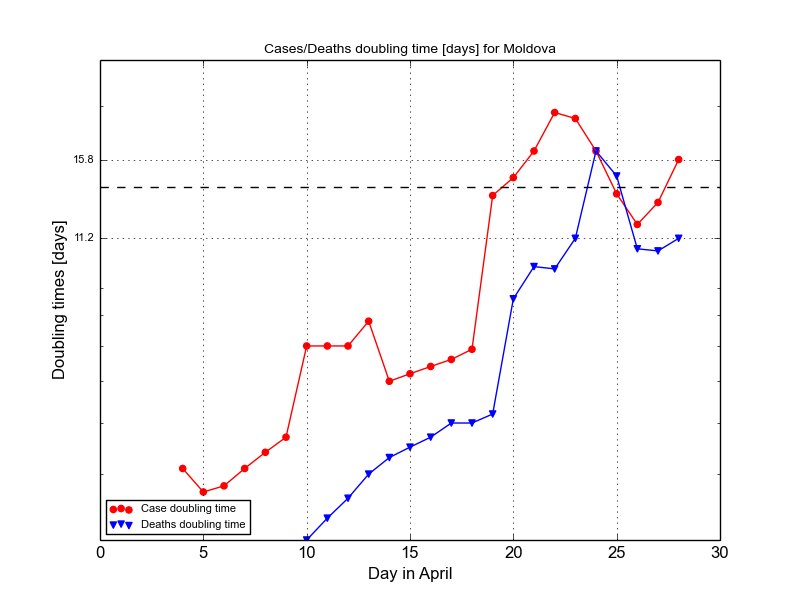 Cases/Deaths doubling time [days] for Moldova
Doubling times [days]
15.8
11.2
Case doubling time
Deaths doubling time
0 5 10 15 20 25 30
Day in April